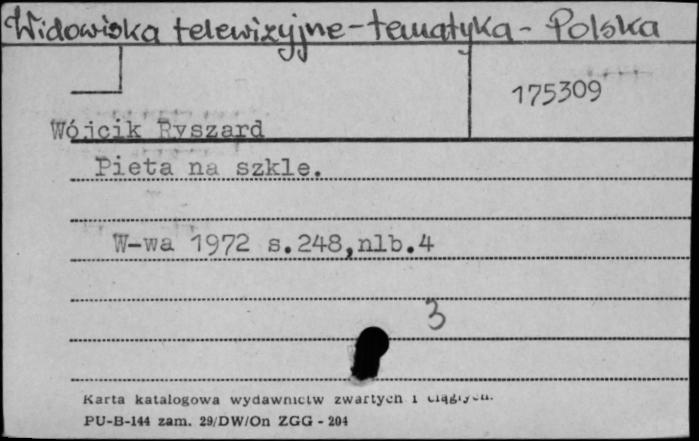 Widowiska telewizyjne - tematyka - Polska
175309
Wójcik Ryszard
Pieta na szkle.
W-wa 1972 s.248,nlb.4
3
Karta katalogowa wydawnictw zwartych i ciągłych.
PU-B-144 zam. 29/DW/On ZGG - 204